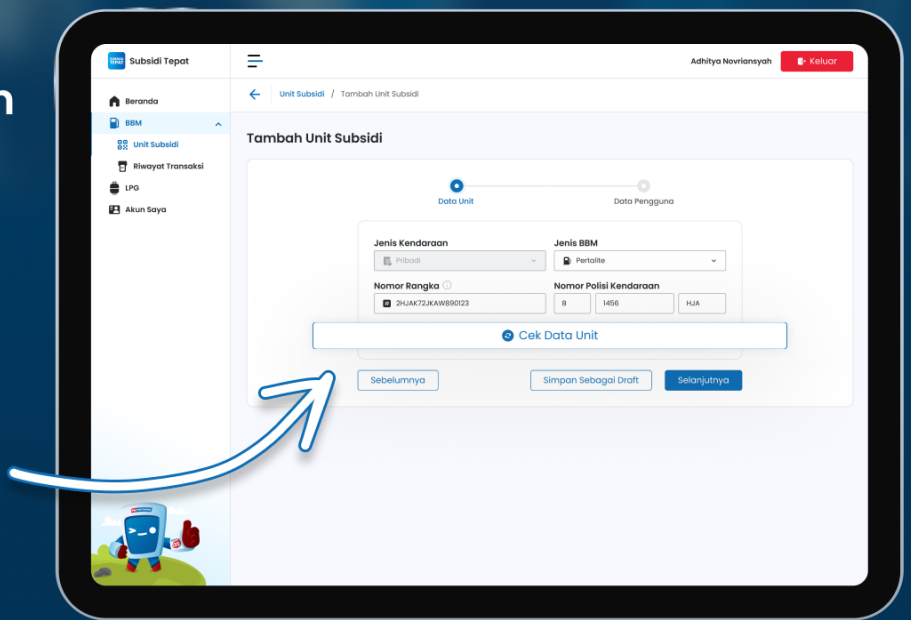 n
Subsidi Tepat
Adhitya Novriansyah
Keluar
Unit Subsidi / Tambah Unit Subsidi
Beranda
BBM
Unit Subsidi
Riwayat Transaksi
LPG
Akun Saya
Tambah Unit Subsidi
Data Unit
Data Pengguna
Jenis Kendaraan
Jenis BBM
Pribadi
Pertalite
Nomor Rangka
Nomor Polisi Kendaraan
2HJAK72JKAW890123
B 1456 HJA
Cek Data Unit
Sebelumnya
Simpan Sebagai Draft
Selanjutnya